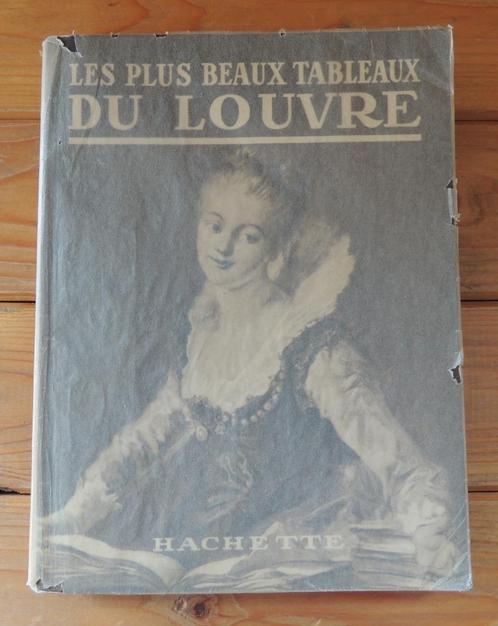 LES PLUS BEAUX TABLEAUX
DU LOUVRE
HACHETTE